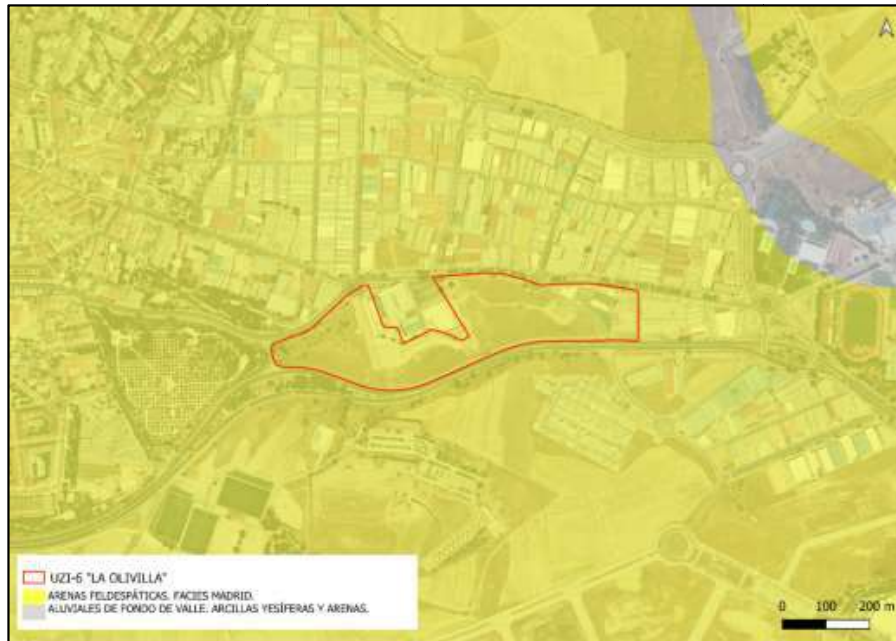 UZI-6 "LA OLIVILLA"
ARENAS FELDESPÁTICAS. FACIES MADRID.
ALUVIALES DE FONDO DE VALLE. ARCILLAS YESÍFERAS Y ARENAS.
0 100 200 m